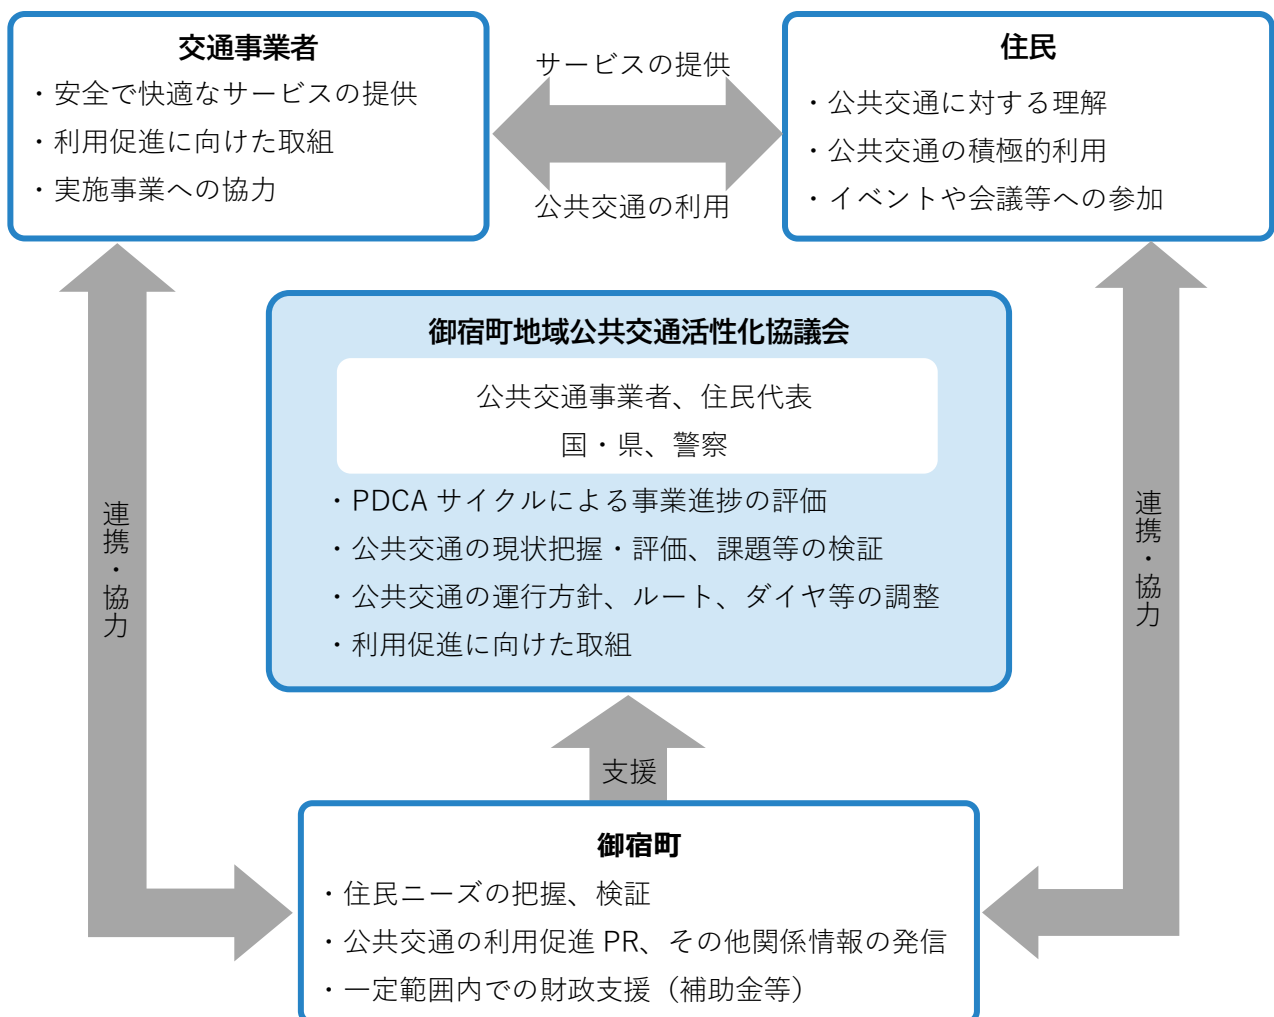 交通事業者
・安全で快適なサービスの提供
・利用促進に向けた取組
・実施事業への協力
サービスの提供
公共交通の利用
住民
・公共交通に対する理解
・公共交通の積極的利用
・イベントや会議等への参加
御宿町地域公共交通活性化協議会
公共交通事業者、住民代表
国・県、警察
・PDCA サイクルによる事業進捗の評価
・公共交通の現状把握・評価、課題等の検証
・公共交通の運行方針、ルート、ダイヤ等の調整
・利用促進に向けた取組
連携・協力
連携・協力
支援
御宿町
・住民ニーズの把握、検証
・公共交通の利用促進 PR、その他関係情報の発信
・一定範囲内での財政支援（補助金等）